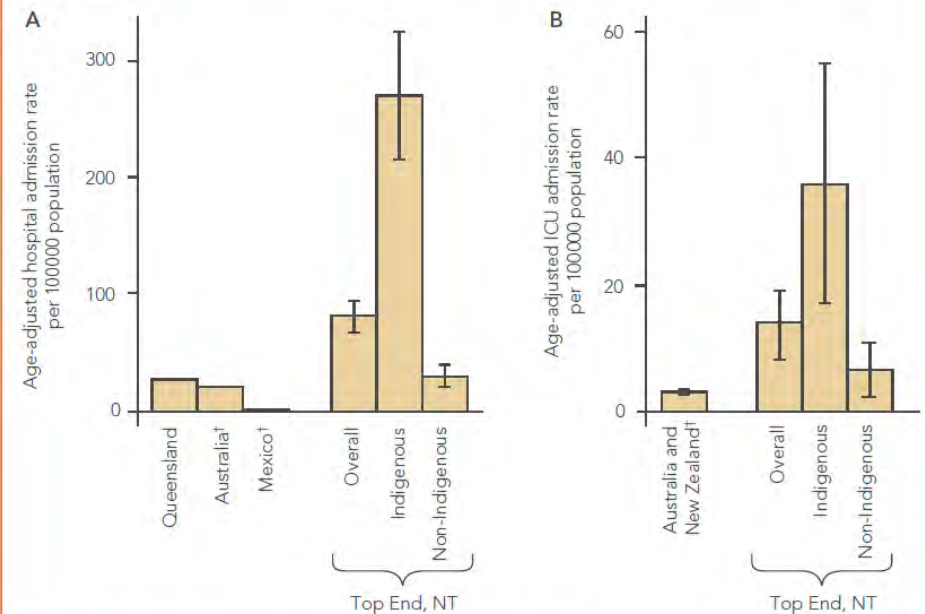 A
Age-adjusted hospital admission rate
per 100000 population
300
200
100
0
Queensland
Australia†
Mexico†
Overall
Indigenous
Non-Indigenous
Top End, NT
B
Age-adjusted ICU admission rate
per 100000 population
60
40
20
0
Australia and
New Zealand†
Overall
Indigenous
Non-Indigenous
Top End, NT